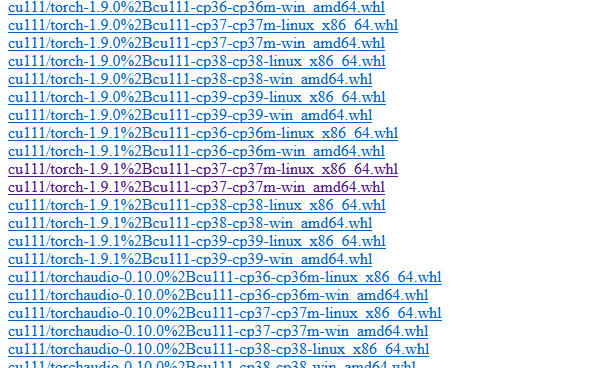 cu111/torch-1.9.0%2Bcu111-cp36-cp36m-win_amd64.whl
cu111/torch-1.9.0%2Bcu111-cp37-cp37m-linux_x86_64.whl
cu111/torch-1.9.0%2Bcu111-cp37-cp37m-win_amd64.whl
cu111/torch-1.9.0%2Bcu111-cp38-cp38-linux_x86_64.whl
cu111/torch-1.9.0%2Bcu111-cp38-cp38-win_amd64.whl
cu111/torch-1.9.0%2Bcu111-cp39-cp39-linux_x86_64.whl
cu111/torch-1.9.0%2Bcu111-cp39-cp39-win_amd64.whl
cu111/torch-1.9.1%2Bcu111-cp36-cp36m-linux_x86_64.whl
cu111/torch-1.9.1%2Bcu111-cp36-cp36m-win_amd64.whl
cu111/torch-1.9.1%2Bcu111-cp37-cp37m-linux_x86_64.whl
cu111/torch-1.9.1%2Bcu111-cp37-cp37m-win_amd64.whl
cu111/torch-1.9.1%2Bcu111-cp38-cp38-linux_x86_64.whl
cu111/torch-1.9.1%2Bcu111-cp38-cp38-win_amd64.whl
cu111/torch-1.9.1%2Bcu111-cp39-cp39-linux_x86_64.whl
cu111/torch-1.9.1%2Bcu111-cp39-cp39-win_amd64.whl
cu111/torchaudio-0.10.0%2Bcu111-cp36-cp36m-linux_x86_64.whl
cu111/torchaudio-0.10.0%2Bcu111-cp36-cp36m-win_amd64.whl
cu111/torchaudio-0.10.0%2Bcu111-cp37-cp37m-linux_x86_64.whl
cu111/torchaudio-0.10.0%2Bcu111-cp37-cp37m-win_amd64.whl
cu111/torchaudio-0.10.0%2Bcu111-cp38-cp38-linux_x86_64.whl
cu111/torchaudio-0.10.0%2Bcu111-cp38-cp38-win_amd64.whl